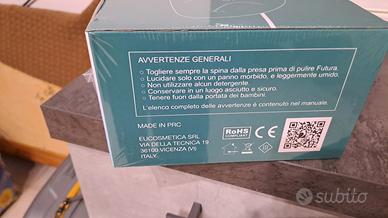 AVVERTENZE GENERALI
Togliere sempre la spina dalla presa prima di pulire Futura.
Lucidare solo con un panno morbido, e leggermente umido.
Non utilizzare alcun detergente.
Conservare in un luogo asciutto e sicuro.
Tenere fuori dalla portata dei bambini.
L'elenco completo delle avvertenze è contenuto nel manuale.
MADE IN PRC
EUCOSMETICA SRL
VIA DELLA TECNICA 19
36100 VICENZA (VI)
ITALY.
RoHS
COMPLIANT
CE
subito